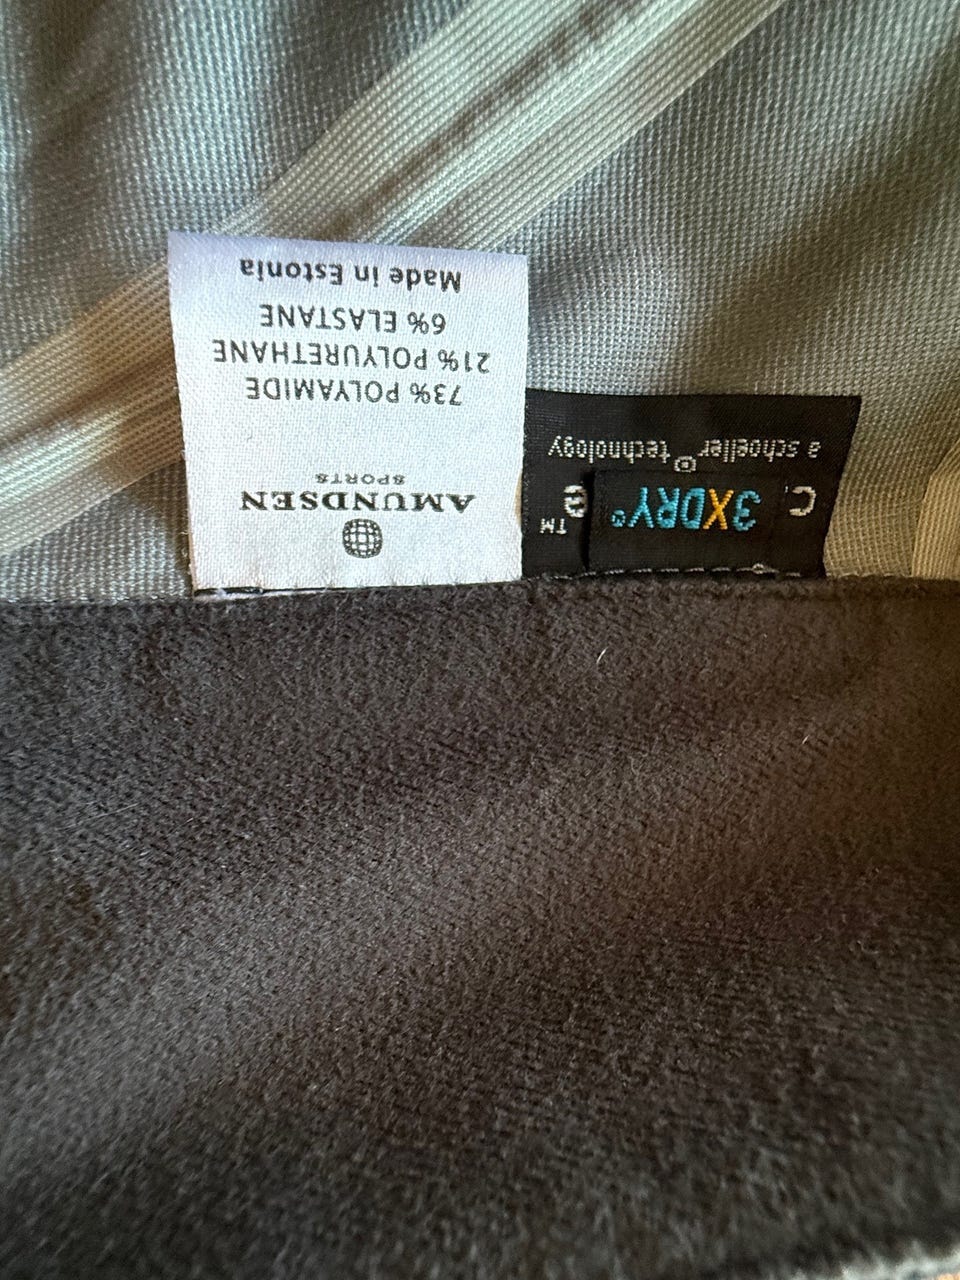 AMUNDSEN
SPORTS
73% POLYAMIDE
21% POLYURETHANE
6% ELASTANE
Made in Estonia
3XDRY®
a schoeller® technology